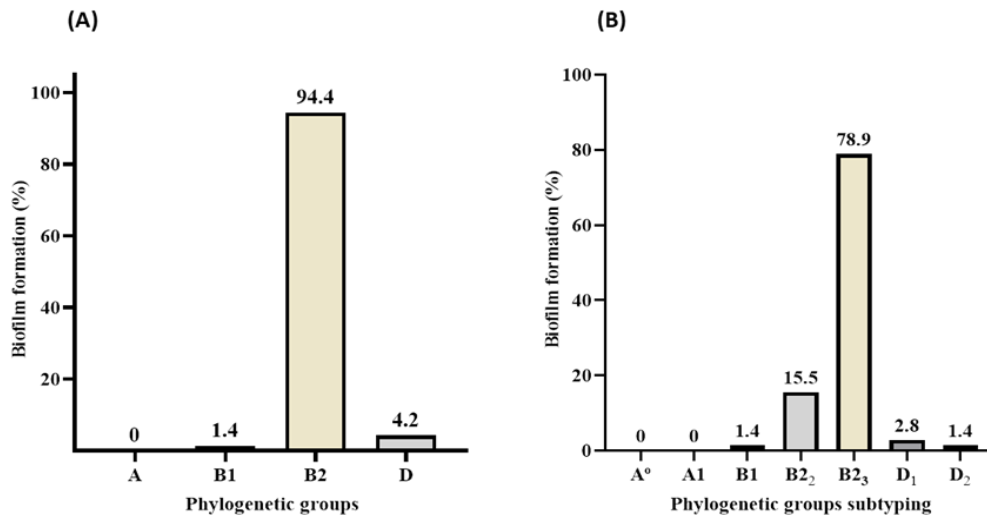 (A)
Biofilm formation (%)
100
80
60
40
20
0
1.4
94.4
4.2
A B1 B2 D
Phylogenetic groups
(B)
Biofilm formation (%)
100
80
60
40
20
0
0
0
1.4
15.5
78.9
2.8
1.4
Aº A1 B1 B2₂ B2₃ D₁ D₂
Phylogenetic groups subtyping